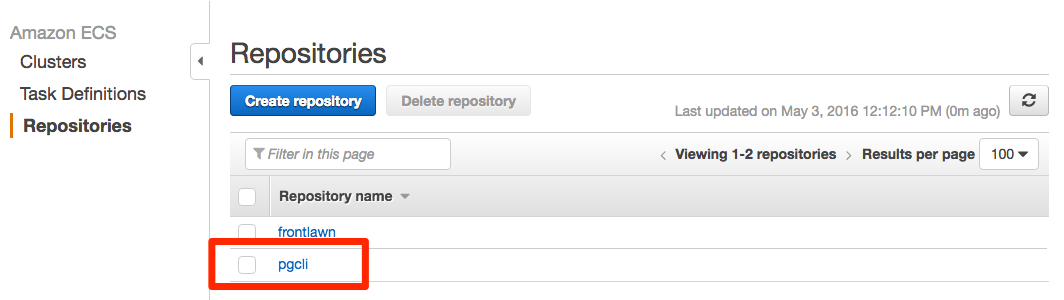 Amazon ECS
Clusters
Task Definitions
Repositories
Repositories
Create repository Delete repository Last updated on May 3, 2016 12:12:10 PM (0m ago)
Filter in this page Viewing 1-2 repositories Results per page 100
Repository name
frontlawn
pgcli